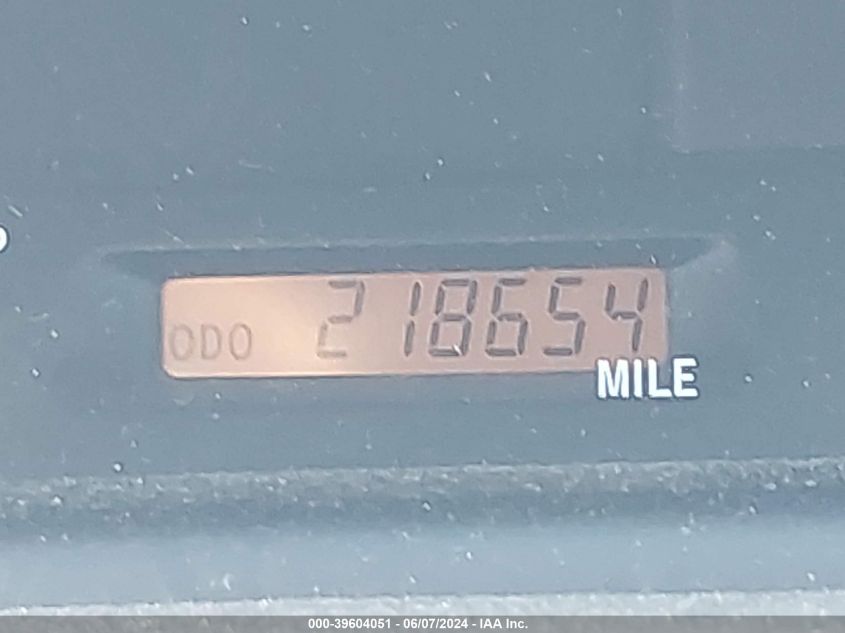 ODO 218654
MILE
000-39604051 - 06/07/2024 - IAA Inc.